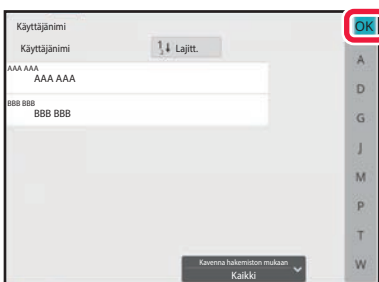 Käyttäjänimi
OK
Käyttäjänimi
Lajitt.
A
AAA AAA
AAA AAA
D
BBB BBB
BBB BBB
G
J
M
P
T
Kavenna hakemiston mukaan
Kaikki
W